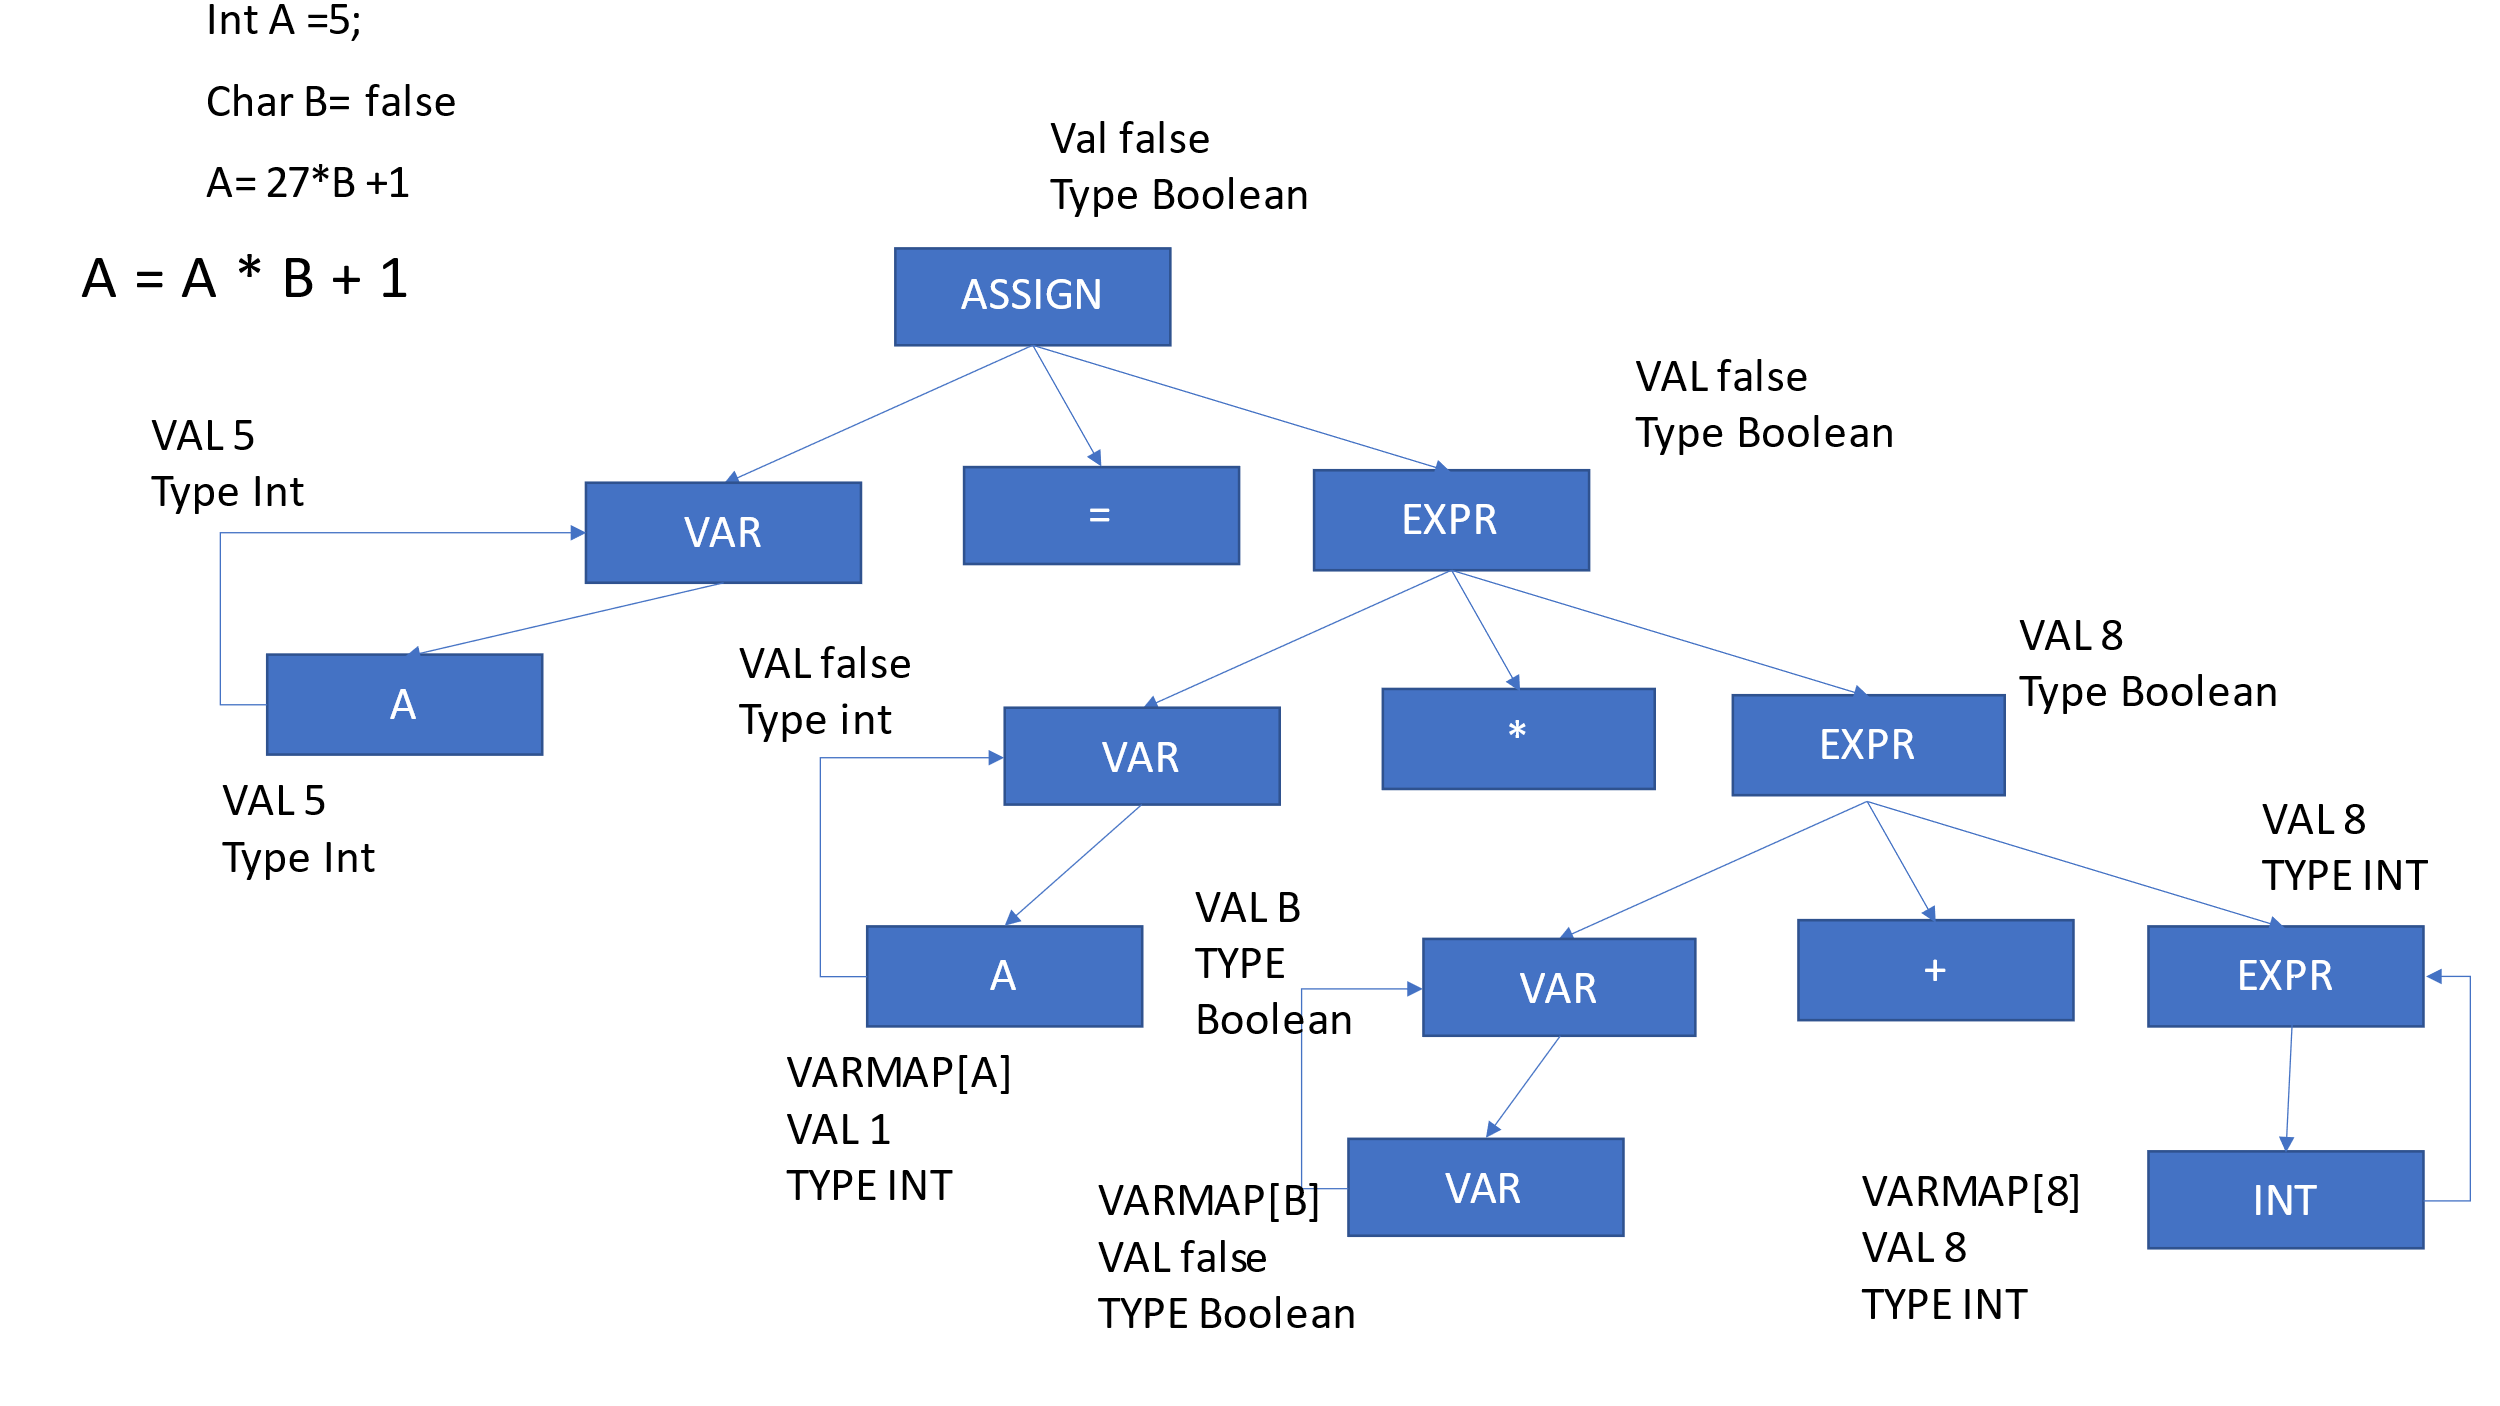 Int A =5;
Char B= false
A= 27*B +1
A = A * B + 1
Val false
Type Boolean
ASSIGN
VAL false
Type Boolean
VAL 5
Type Int
VAR
=
EXPR
VAL 8
Type Boolean
VAL false
Type int
A
VAR
*
EXPR
VAL 5
Type Int
VAL 8
TYPE INT
VAL B
TYPE
Boolean
A
VAR
+
EXPR
VARMAP[A]
VAL 1
TYPE INT
VARMAP[B]
VAL false
TYPE Boolean
VAR
VARMAP[8]
VAL 8
TYPE INT
INT